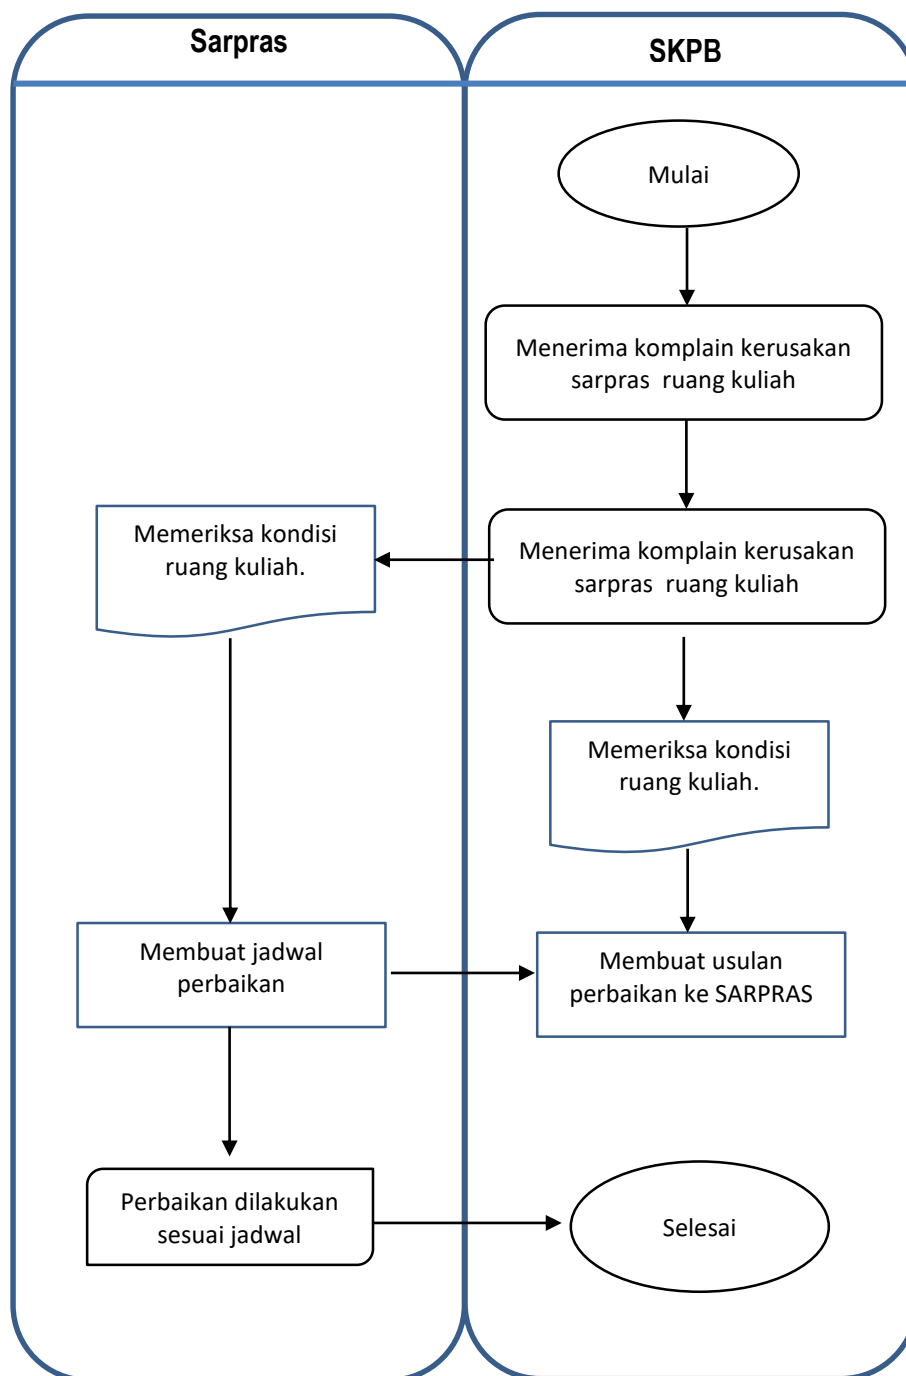 Sarpras
SKPB
Mulai
Menerima komplain kerusakan
sarpras  ruang kuliah
Memeriksa kondisi
ruang kuliah.
Menerima komplain kerusakan
sarpras  ruang kuliah
Memeriksa kondisi
ruang kuliah.
Membuat jadwal
perbaikan
Membuat usulan
perbaikan ke SARPRAS
Perbaikan dilakukan
sesuai jadwal
Selesai